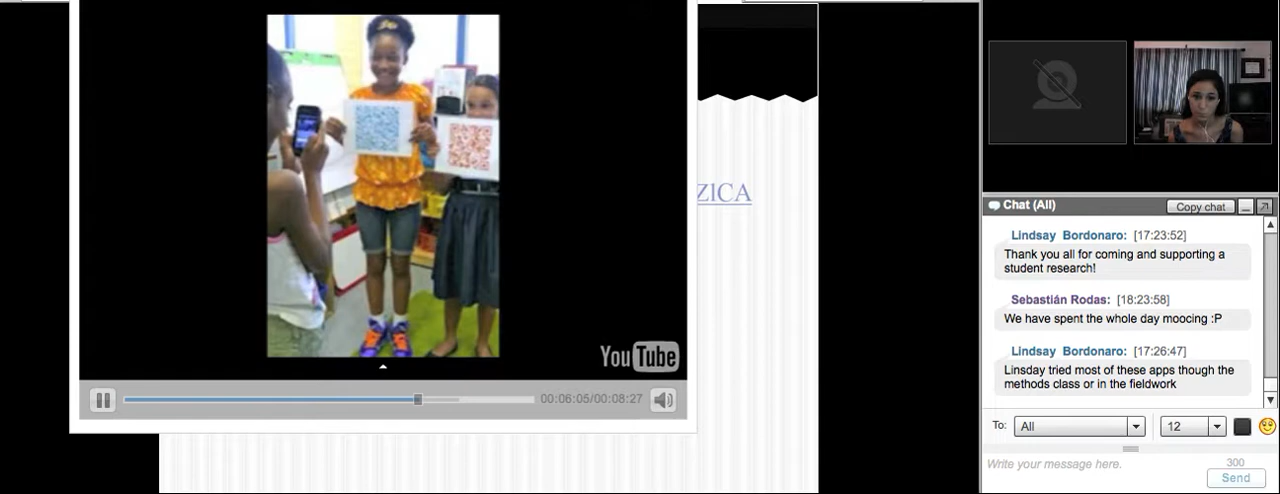 YouTube
00:06:05/00:08:27
ZlCA
Chat (All)
Copy chat
Lindsay Bordonaro: [17:23:52]
Thank you all for coming and supporting a
student research!
Sebastián Rodas: [18:23:58]
We have spent the whole day moocing :P
Lindsay Bordonaro: [17:26:47]
Linsday tried most of these apps though the
methods class or in the fieldwork
To:
All
12
Write your message here.
300
Send